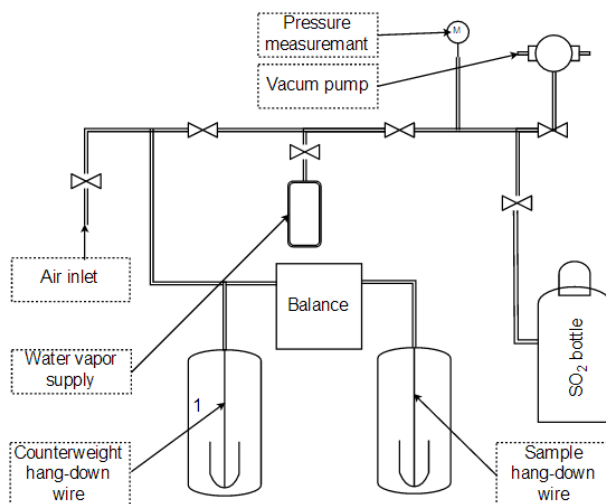 Pressure
measuremant
M
Vacum pump
Air inlet
Balance
Water vapor
supply
SO₂ bottle
1
Counterweight
hang-down
wire
Sample
hang-down
wire